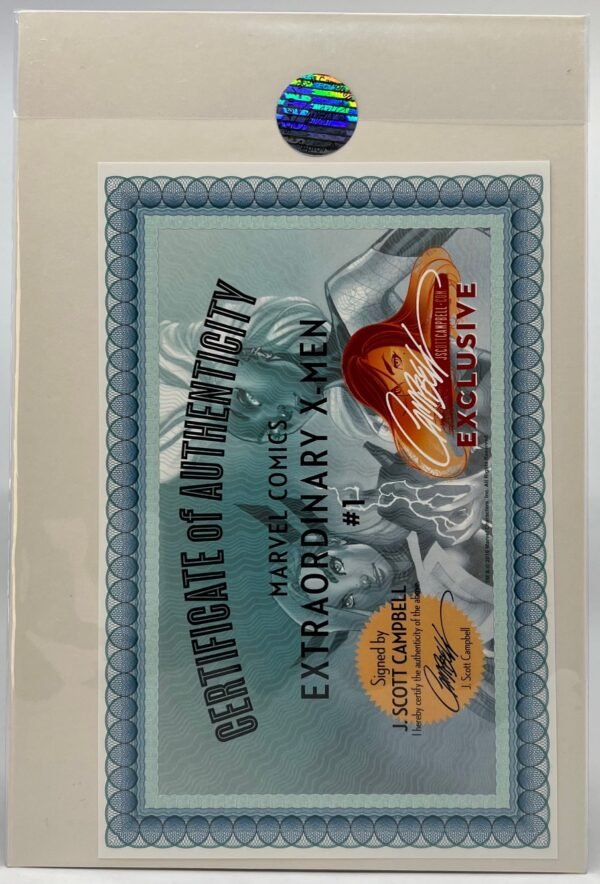 CERTIFICATE of AUTHENTICITY
MARVEL COMICS
EXTRAORDINARY X-MEN
#1
Signed by
J. SCOTT CAMPBELL
I hereby certify the authenticity of the above
J. Scott Campbell
JSCOTTCAMPBELL.COM
EXCLUSIVE